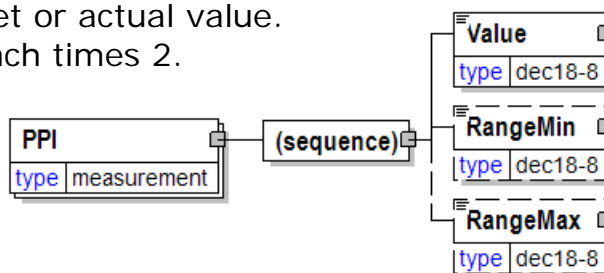 et or actual value.
ach times 2.
Value
type dec18-8
PPI
type measurement
(sequence)
RangeMin
type dec18-8
RangeMax
type dec18-8